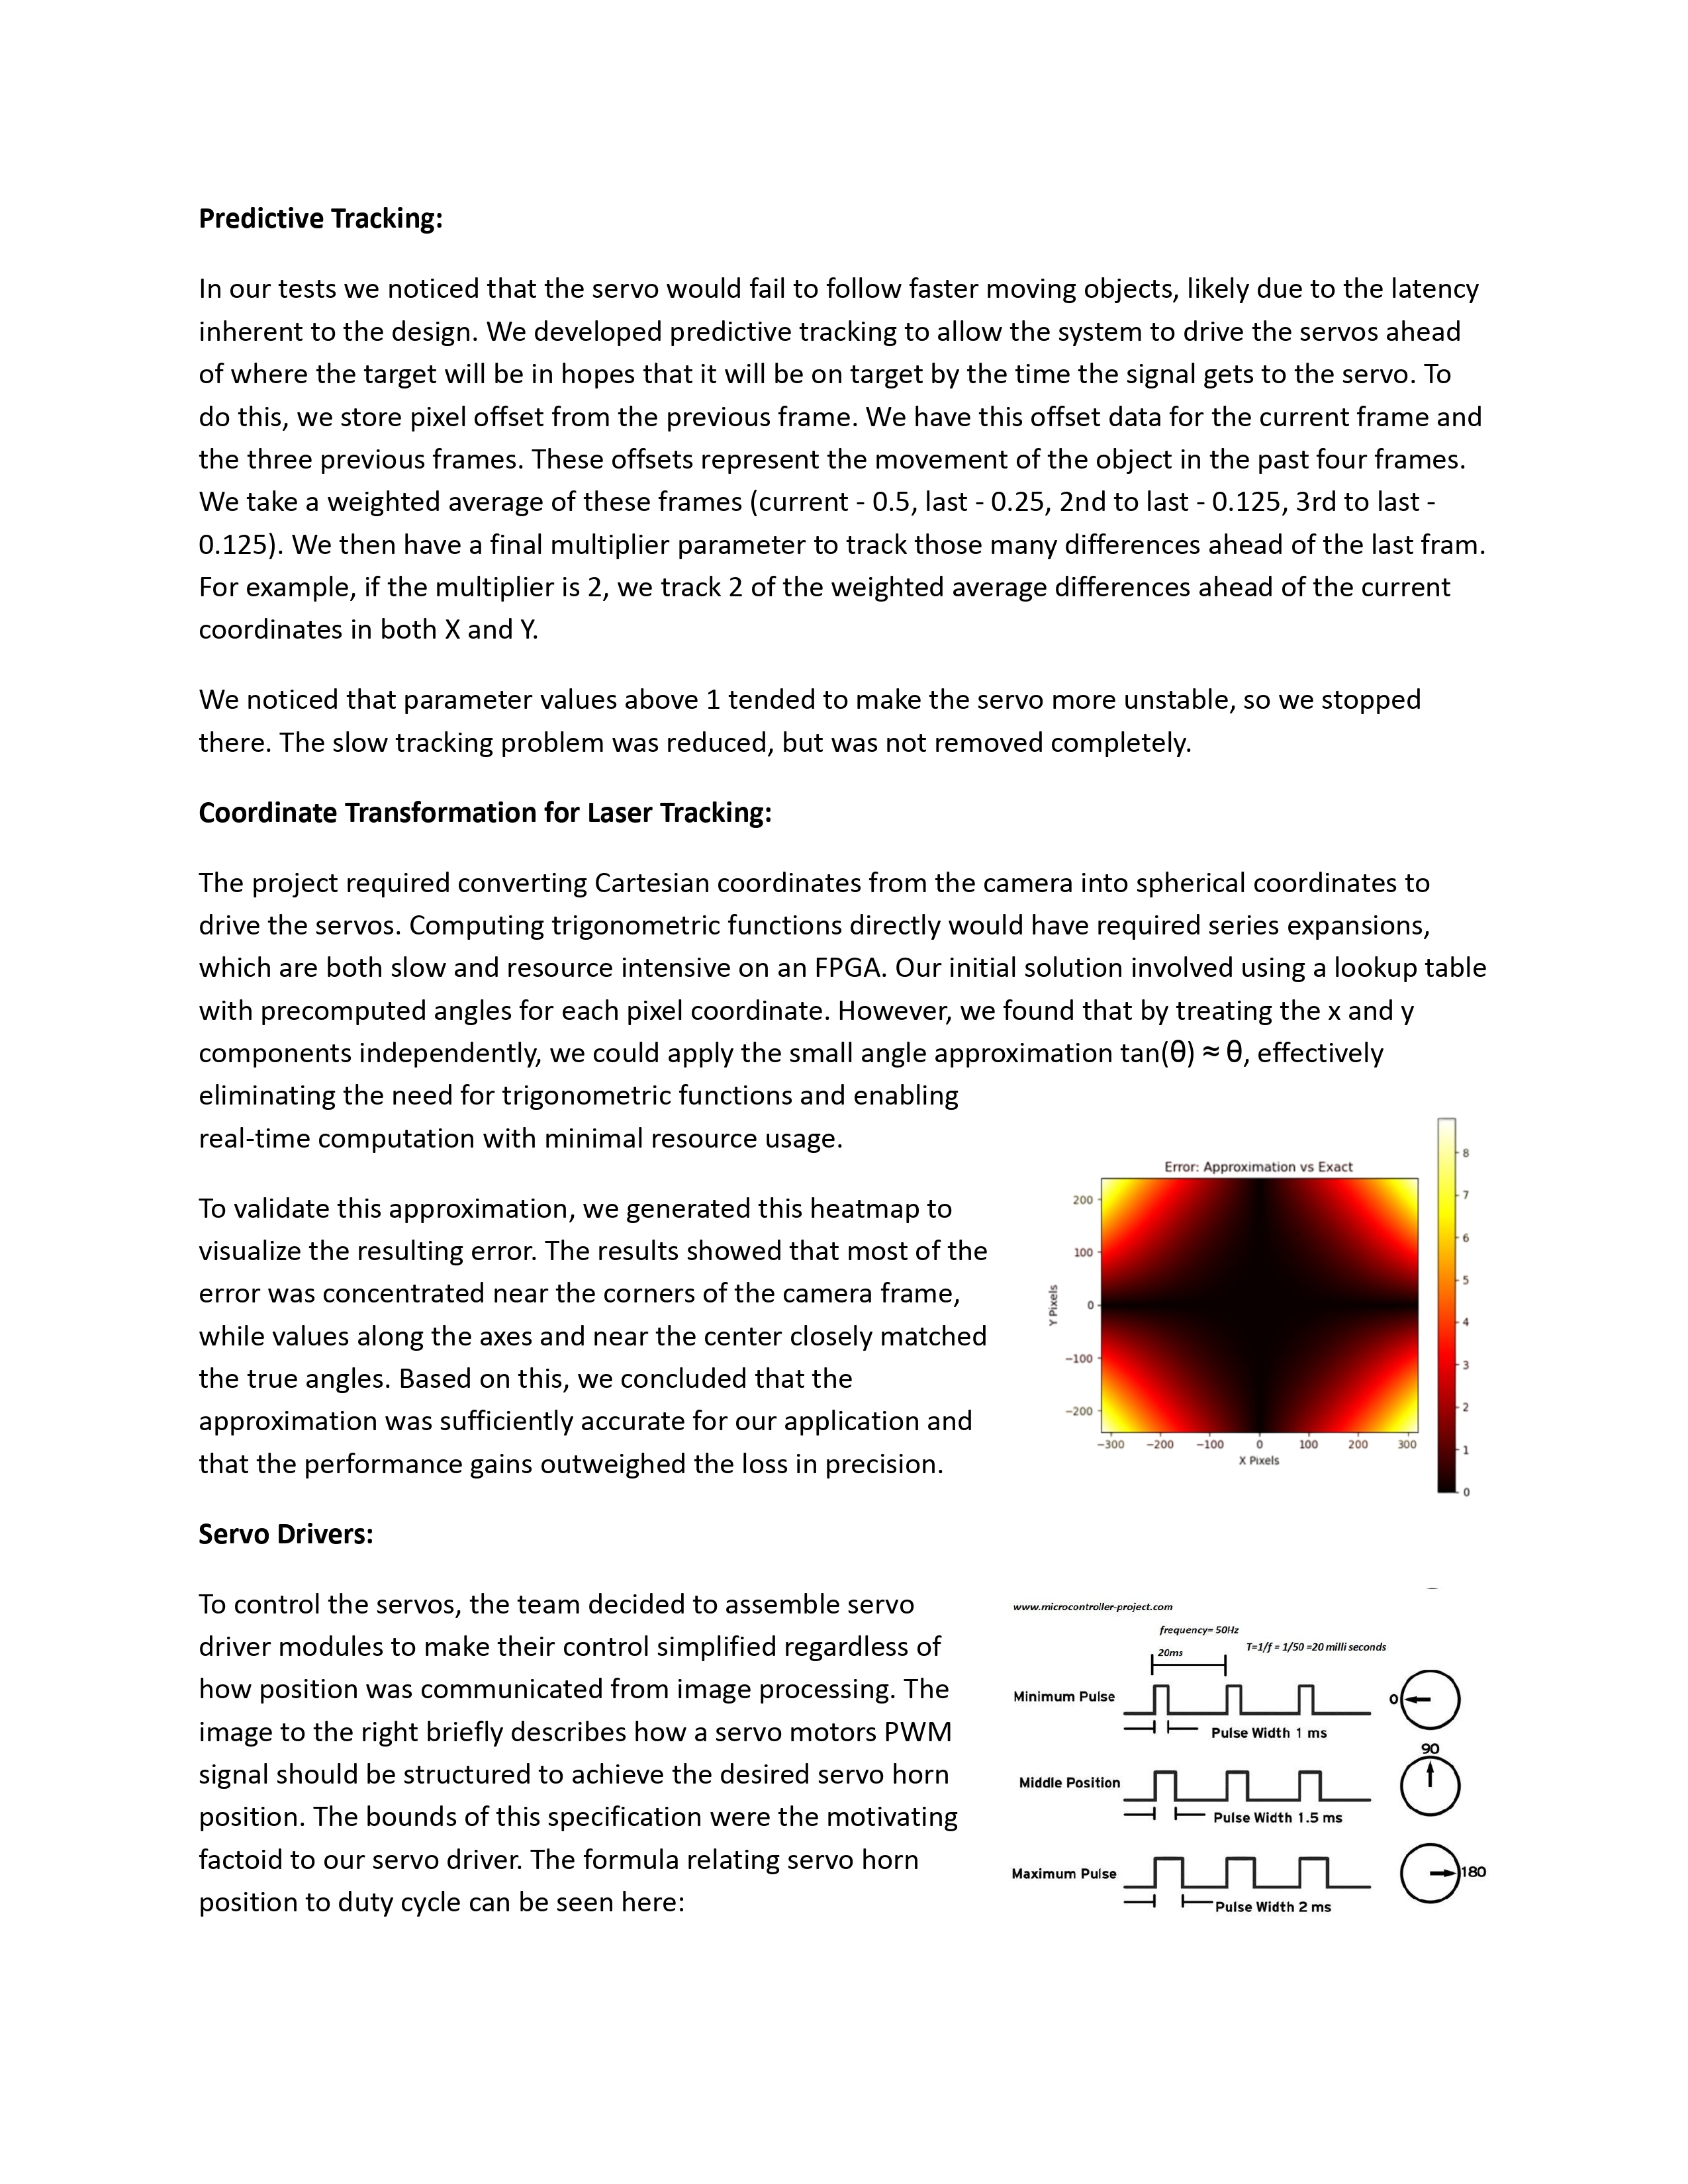 Predictive Tracking:
In our tests we noticed that the servo would fail to follow faster moving objects, likely due to the latency
inherent to the design. We developed predictive tracking to allow the system to drive the servos ahead
of where the target will be in hopes that it will be on target by the time the signal gets to the servo. To
do this, we store pixel offset from the previous frame. We have this offset data for the current frame and
the three previous frames. These offsets represent the movement of the object in the past four frames.
We take a weighted average of these frames (current - 0.5, last - 0.25, 2nd to last - 0.125, 3rd to last -
0.125). We then have a final multiplier parameter to track those many differences ahead of the last fram.
For example, if the multiplier is 2, we track 2 of the weighted average differences ahead of the current
coordinates in both X and Y.
We noticed that parameter values above 1 tended to make the servo more unstable, so we stopped
there. The slow tracking problem was reduced, but was not removed completely.
Coordinate Transformation for Laser Tracking:
The project required converting Cartesian coordinates from the camera into spherical coordinates to
drive the servos. Computing trigonometric functions directly would have required series expansions,
which are both slow and resource intensive on an FPGA. Our initial solution involved using a lookup table
with precomputed angles for each pixel coordinate. However, we found that by treating the x and y
components independently, we could apply the small angle approximation tan(θ) ≈ θ, effectively
eliminating the need for trigonometric functions and enabling
real-time computation with minimal resource usage.
To validate this approximation, we generated this heatmap to
visualize the resulting error. The results showed that most of the
error was concentrated near the corners of the camera frame,
while values along the axes and near the center closely matched
the true angles. Based on this, we concluded that the
approximation was sufficiently accurate for our application and
that the performance gains outweighed the loss in precision.
Error: Approximation vs Exact
200
100
0
−100
−200
Y Pixels
−300 −200 −100 0 100 200 300
X Pixels
8
7
6
5
4
3
2
1
0
Servo Drivers:
To control the servos, the team decided to assemble servo
driver modules to make their control simplified regardless of
how position was communicated from image processing. The
image to the right briefly describes how a servo motors PWM
signal should be structured to achieve the desired servo horn
position. The bounds of this specification were the motivating
factoid to our servo driver. The formula relating servo horn
position to duty cycle can be seen here:
www.microcontroller-project.com
frequency= 50Hz
20ms
T=1/f = 1/50 =20 milli seconds
Minimum Pulse
Pulse Width 1 ms
0
90
Middle Position
Pulse Width 1.5 ms
Maximum Pulse
Pulse Width 2 ms
180